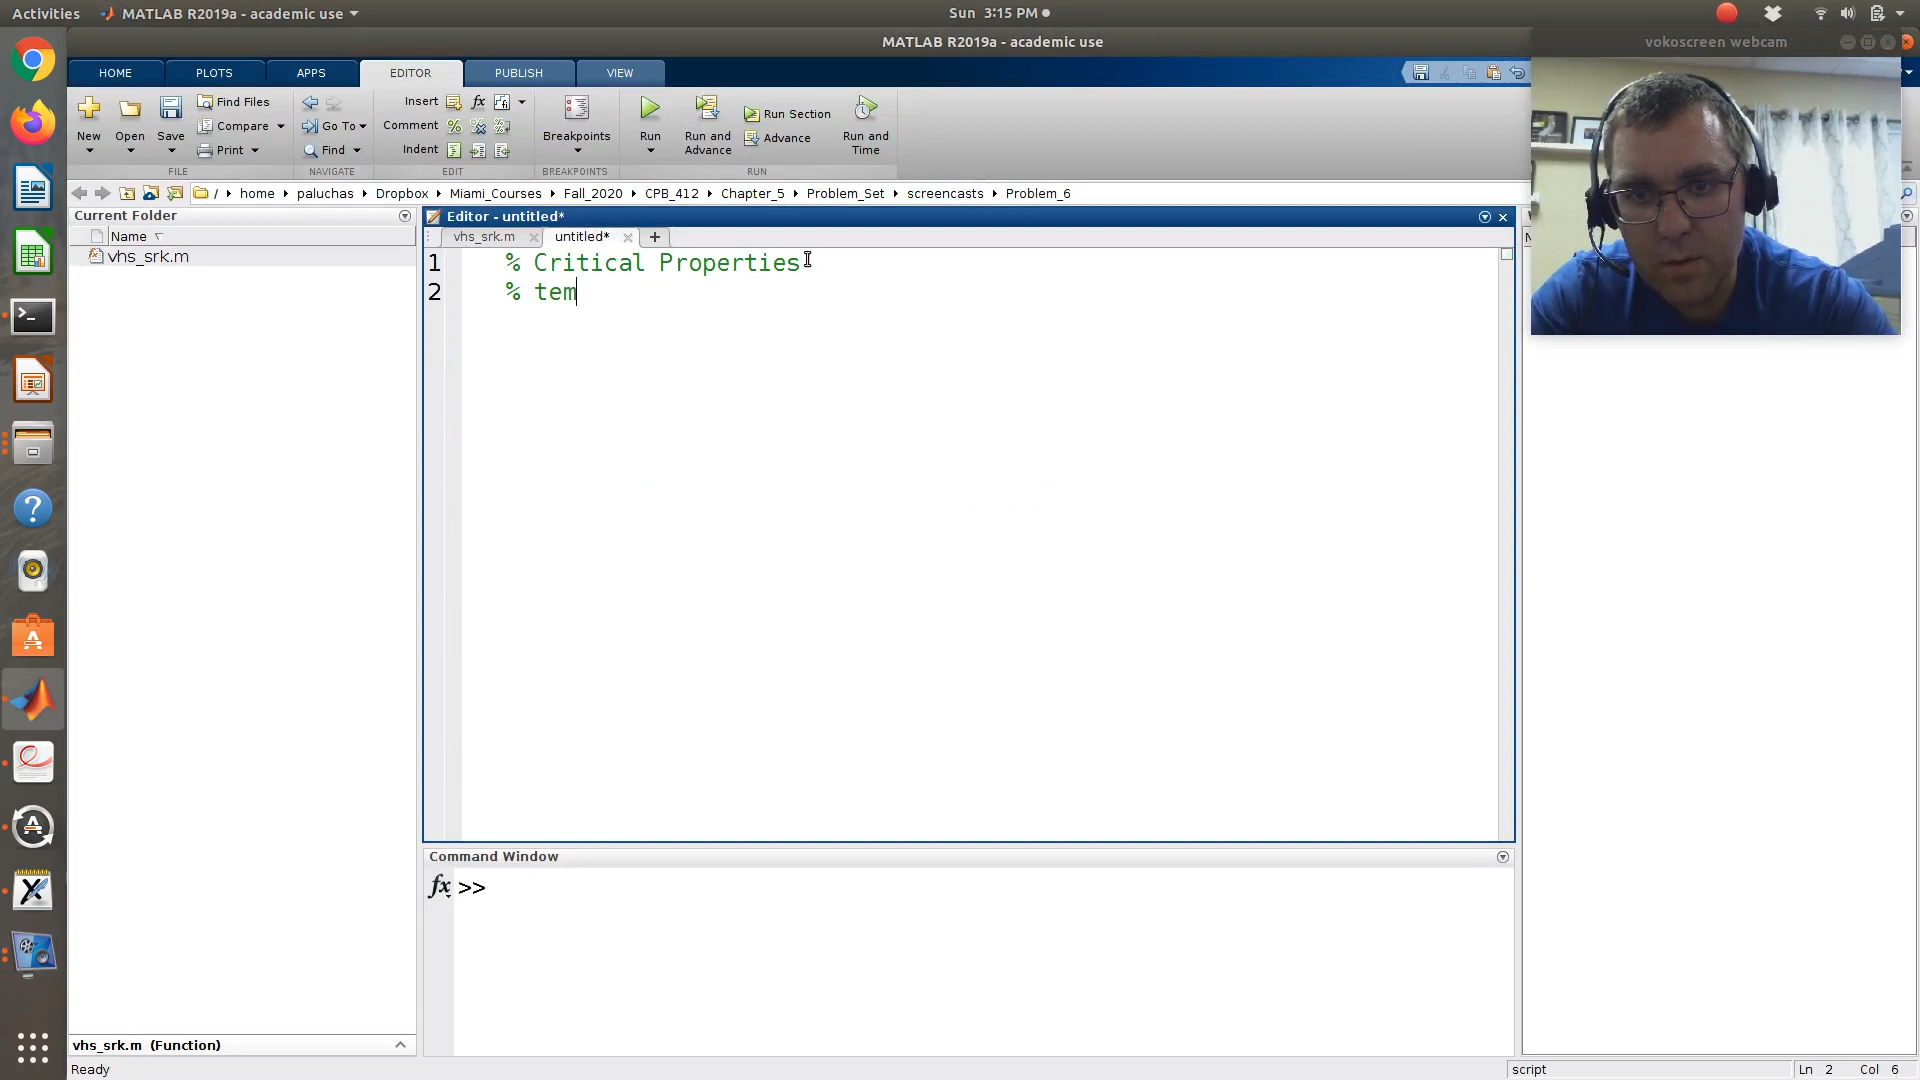 Activities MATLAB R2019a - academic use Sun 3:15 PM
MATLAB R2019a - academic use vokoscreen webcam
HOME PLOTS APPS EDITOR PUBLISH VIEW
New Open Save Find Files Compare Print
FILE
Go To Find
NAVIGATE
Insert fx
Comment
Indent
EDIT
Breakpoints
BREAKPOINTS
Run Run and Advance Run Section Advance Run and Time
RUN
/ home paluchas Dropbox Miami_Courses Fall_2020 CPB_412 Chapter_5 Problem_Set screencasts Problem_6
Current Folder
Name
vhs_srk.m
Editor - untitled*
vhs_srk.m untitled* +
1 % Critical Properties
2 % tem
Command Window
fx >>
vhs_srk.m (Function)
Ready script Ln 2 Col 6